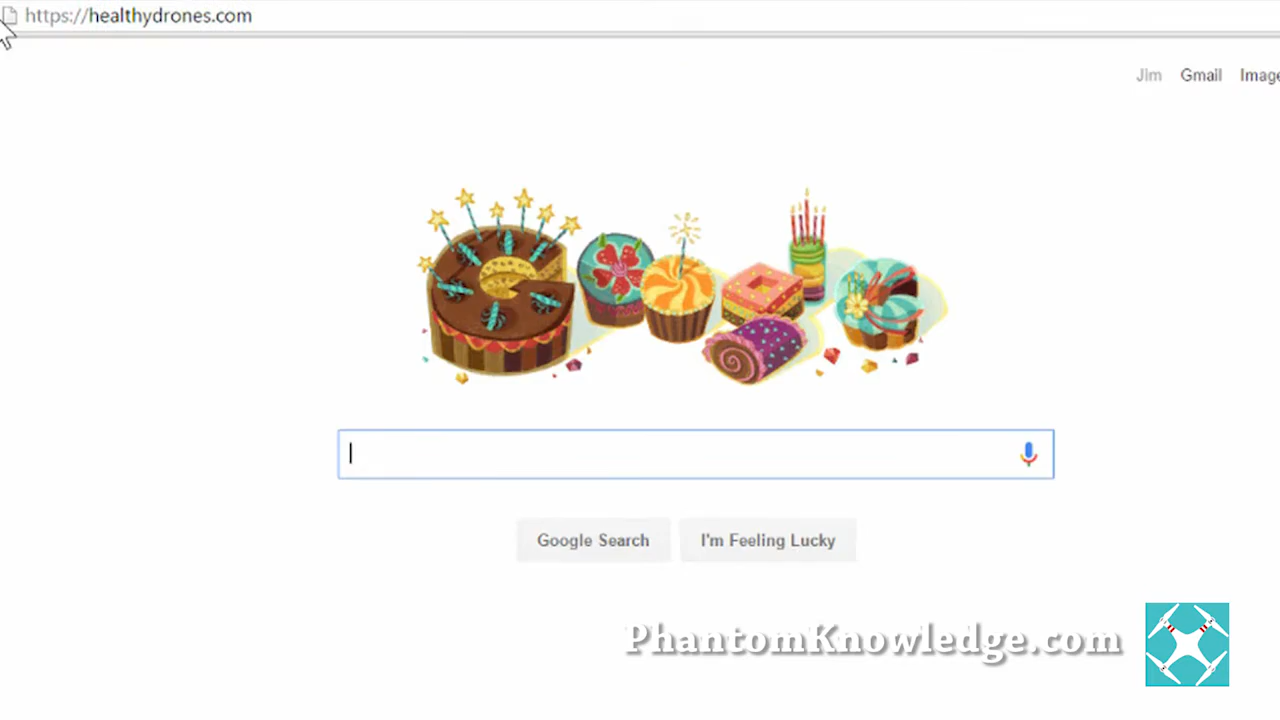 https://healthydrones.com
Jim Gmail Image
Google Search I'm Feeling Lucky
PhantomKnowledge.com